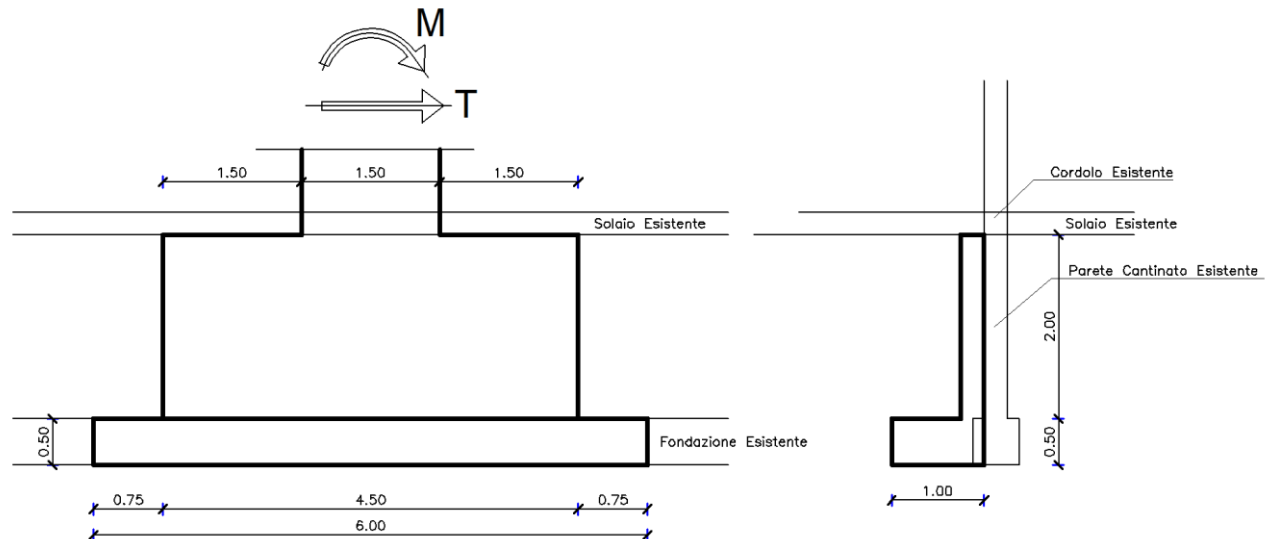 M
T
1.50
1.50
1.50
Cordolo Esistente
Solaio Esistente
Solaio Esistente
Parete Cantinato Esistente
2.00
0.50
Fondazione Esistente
0.50
0.75
4.50
0.75
1.00
6.00